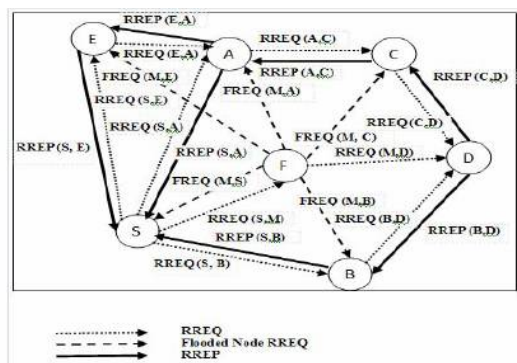 RREP (E,A)
E
RREQ (E,A)
A
RREQ (A,C)
C
RREP (A,C)
FREQ (M,E)
FREQ (M,A)
RREP (C,D)
RREQ (S,E)
RREQ (S,A)
FREQ (M, C)
RREQ (C,D)
RREP (S, E)
RREP (S,A)
F
RREQ (M,D)
D
FREQ (M,S)
FREQ (M,B)
RREQ (S,M)
RREQ (B,D)
S
RREP (S,B)
RREP (B,D)
RREQ (S, B)
B
RREQ
Flooded Node RREQ
RREP